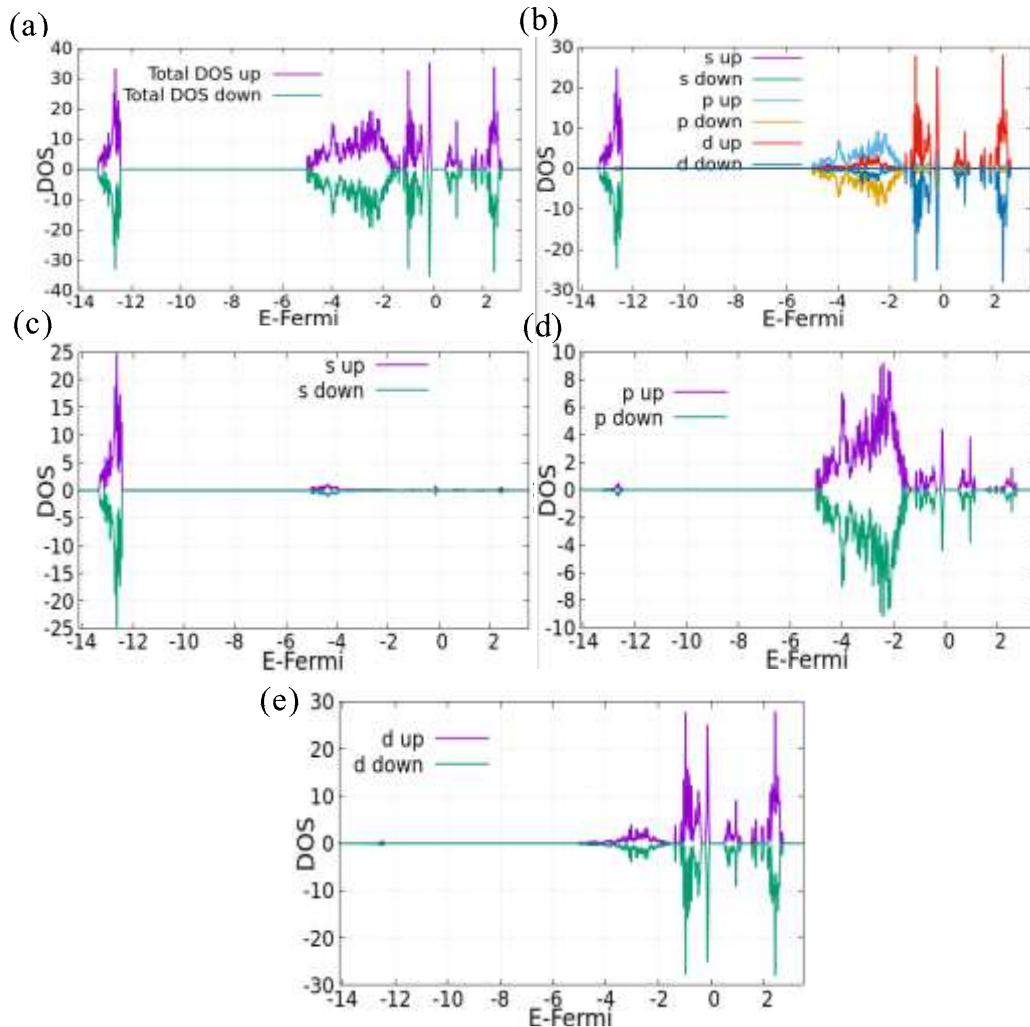 (a)
40
30
20
10
0
-10
-20
-30
-40
DOS
Total DOS up
Total DOS down
-14 -12 -10 -8 -6 -4 -2 0 2
E-Fermi
(b)
30
20
10
0
-10
-20
-30
DOS
s up
s down
p up
p down
d up
d down
-14 -12 -10 -8 -6 -4 -2 0 2
E-Fermi
(c)
25
20
15
10
5
0
-5
-10
-15
-20
-25
DOS
s up
s down
-14 -12 -10 -8 -6 -4 -2 0 2
E-Fermi
(d)
10
8
6
4
2
0
-2
-4
-6
-8
-10
DOS
p up
p down
-14 -12 -10 -8 -6 -4 -2 0 2
E-Fermi
(e)
30
20
10
0
-10
-20
-30
DOS
d up
d down
-14 -12 -10 -8 -6 -4 -2 0 2
E-Fermi